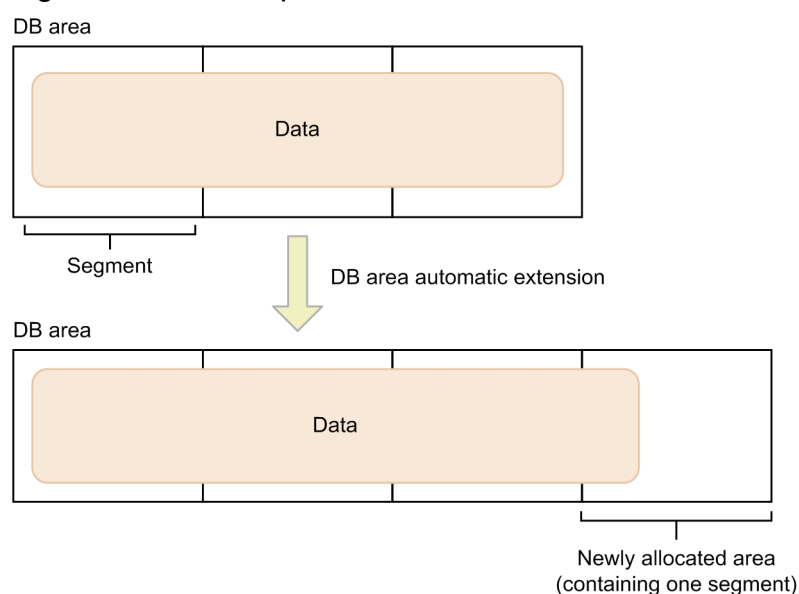 DB area
Data
Segment
DB area automatic extension
DB area
Data
Newly allocated area
(containing one segment)